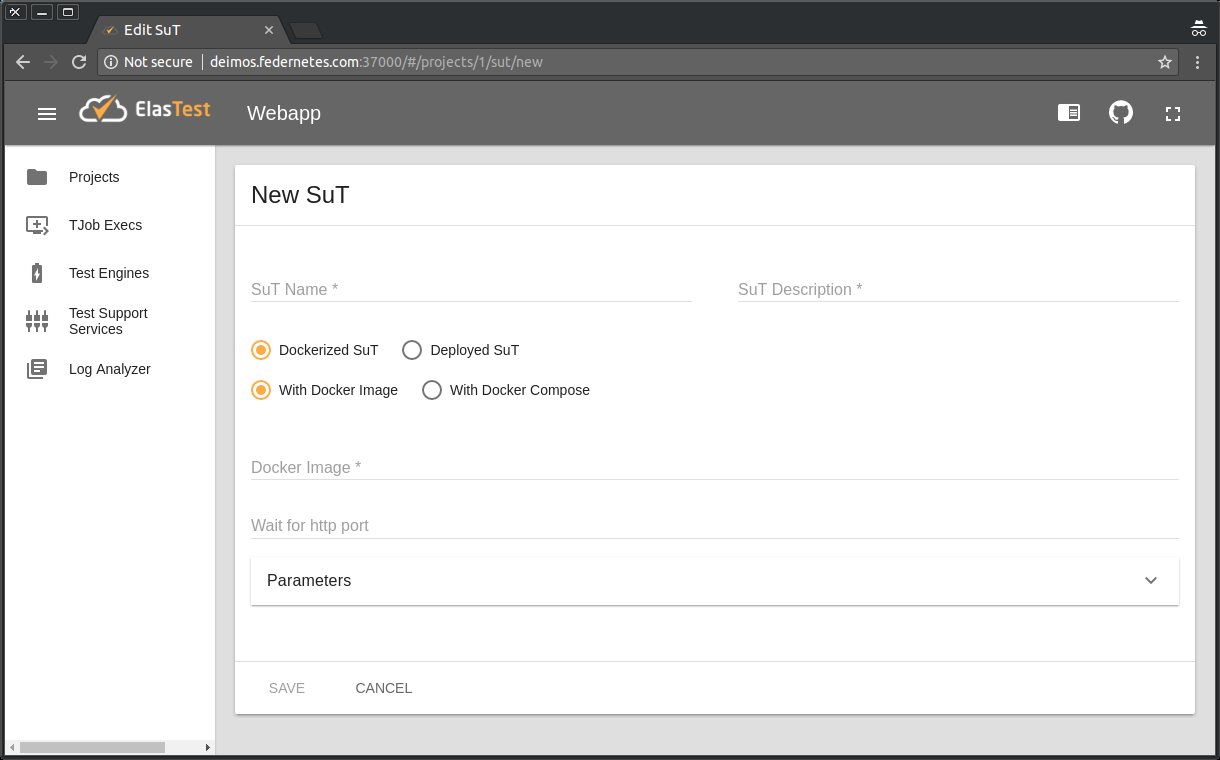 Edit SuT
Not secure deimos.federnetes.com:37000/#/projects/1/sut/new
ElasTest Webapp
Projects
TJob Execs
Test Engines
Test Support
Services
Log Analyzer
New SuT
SuT Name * SuT Description *
Dockerized SuT Deployed SuT
With Docker Image With Docker Compose
Docker Image *
Wait for http port
Parameters
SAVE CANCEL